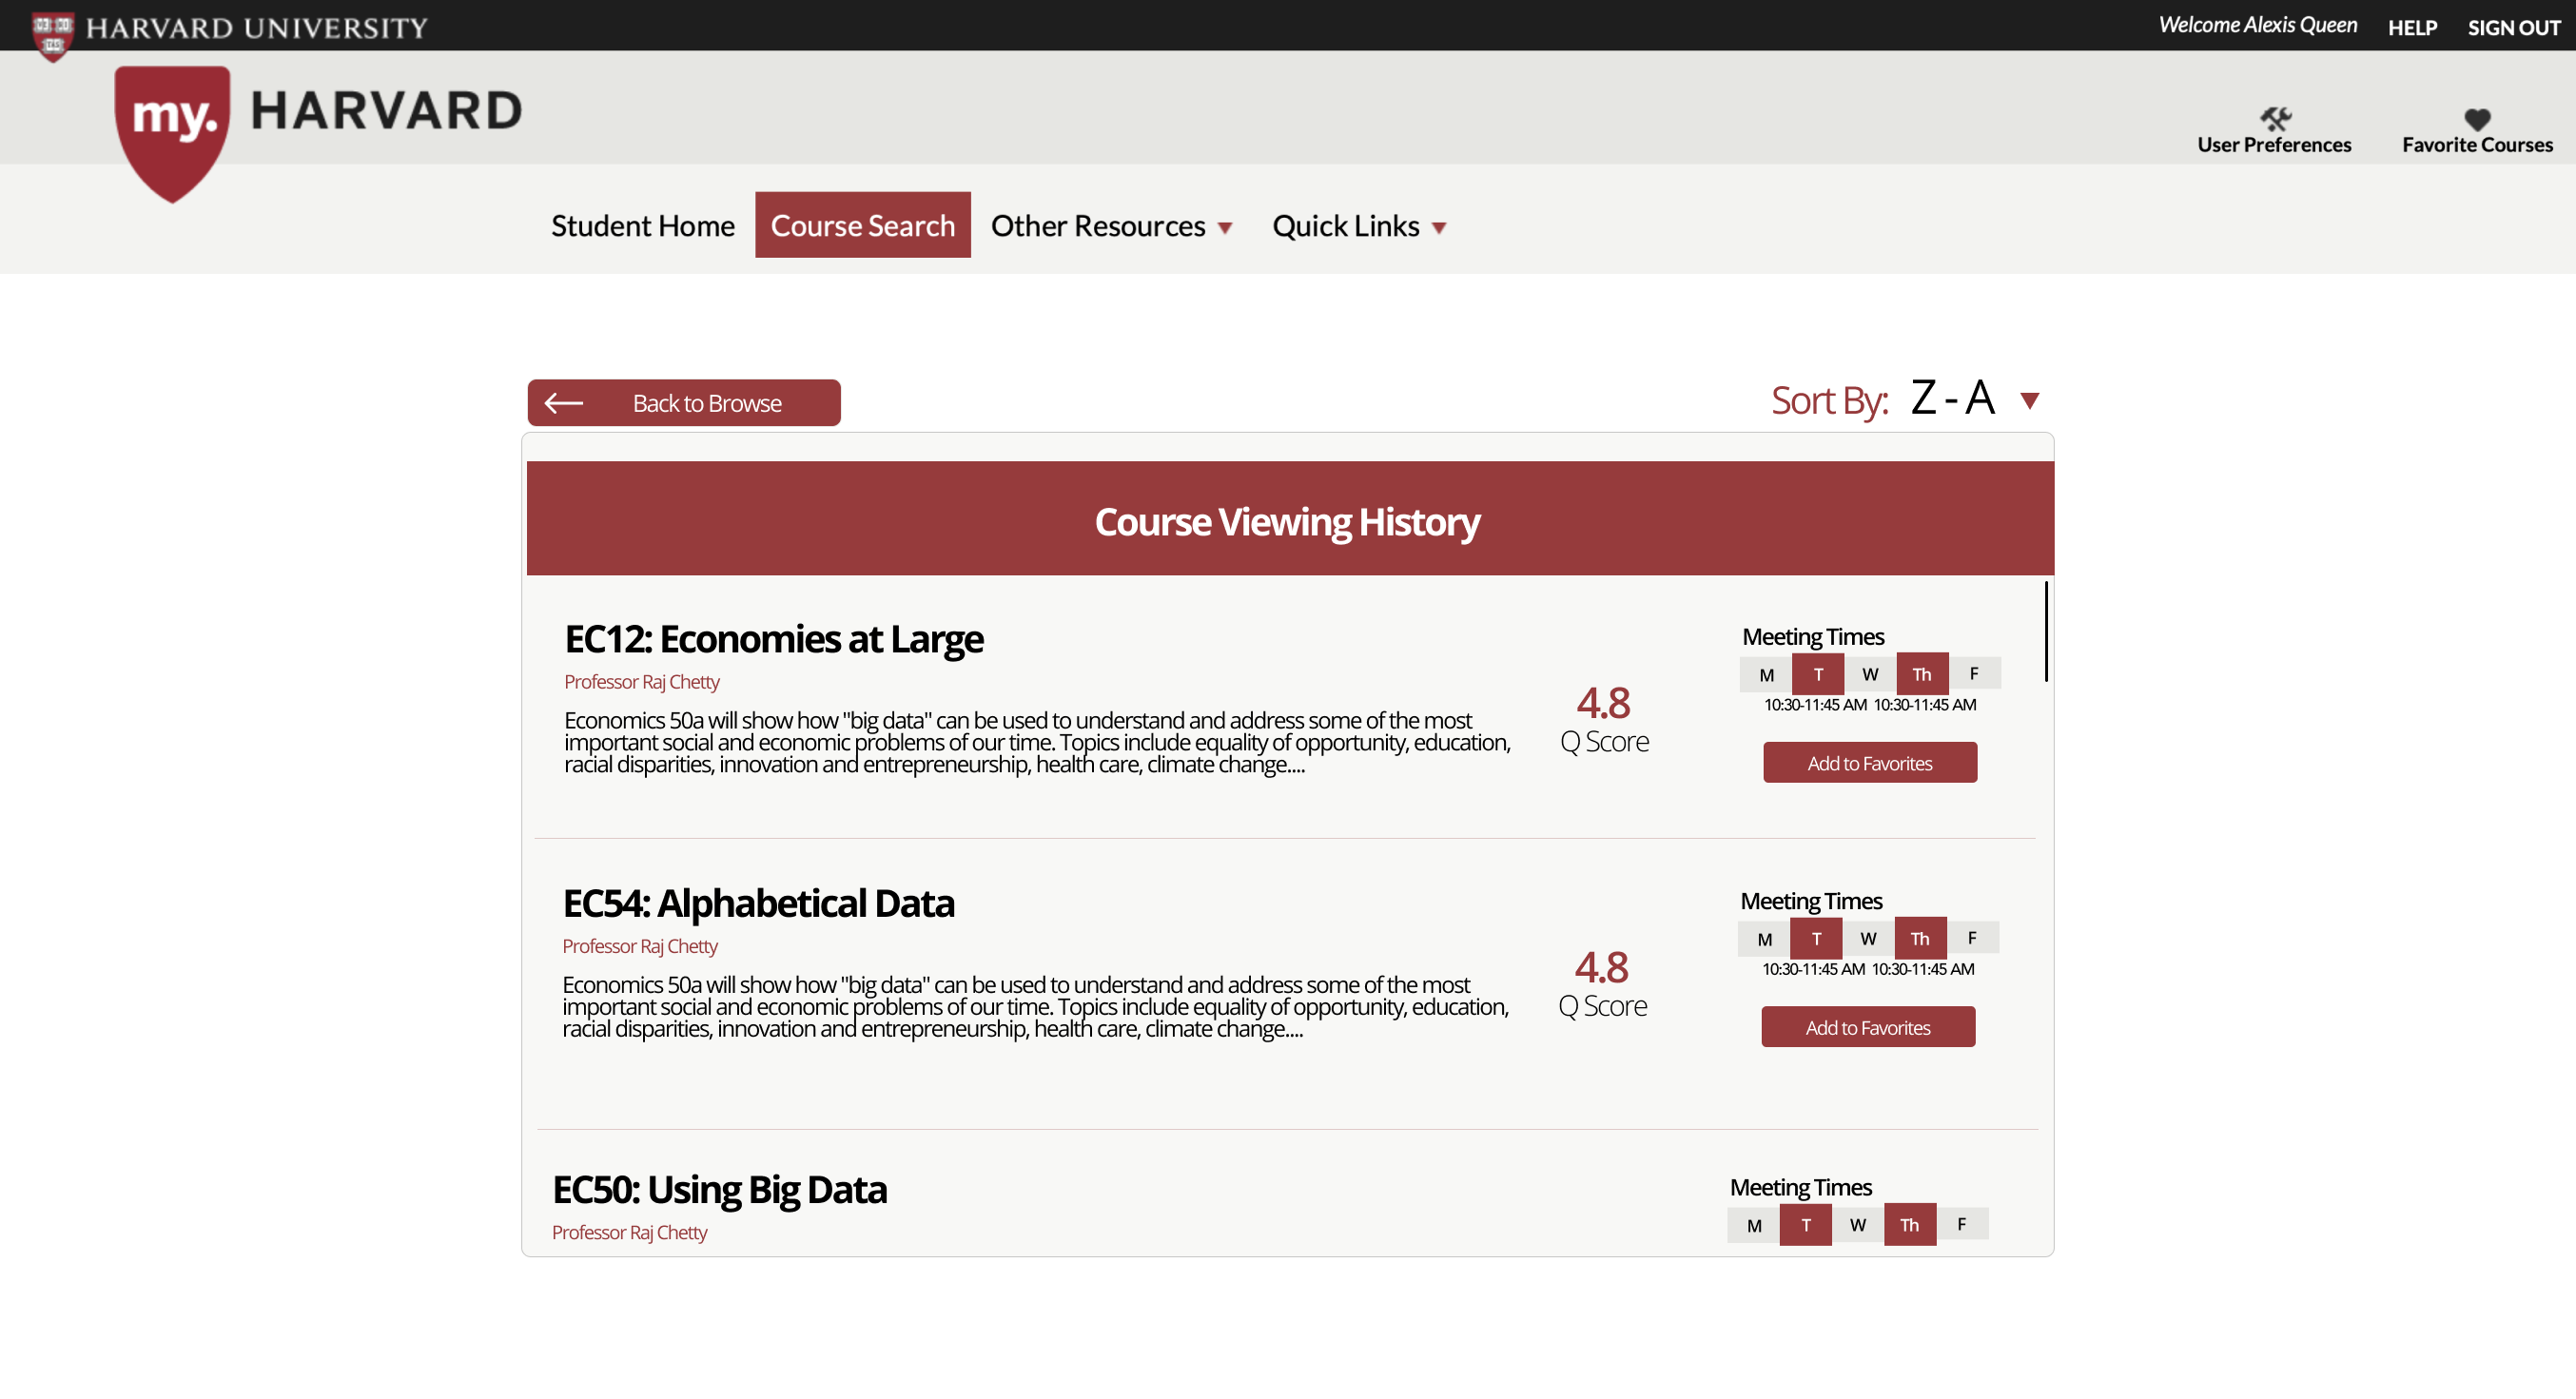 HARVARD UNIVERSITY
Welcome Alexis Queen HELP SIGN OUT
my. HARVARD
User Preferences Favorite Courses
Student Home Course Search Other Resources Quick Links
Back to Browse
Sort By: Z - A
Course Viewing History
EC12: Economies at Large
Professor Raj Chetty
Economics 50a will show how "big data" can be used to understand and address some of the most
important social and economic problems of our time. Topics include equality of opportunity, education,
racial disparities, innovation and entrepreneurship, health care, climate change....
4.8
Q Score
Meeting Times
M T W Th F
10:30-11:45 AM 10:30-11:45 AM
Add to Favorites
EC54: Alphabetical Data
Professor Raj Chetty
Economics 50a will show how "big data" can be used to understand and address some of the most
important social and economic problems of our time. Topics include equality of opportunity, education,
racial disparities, innovation and entrepreneurship, health care, climate change....
4.8
Q Score
Meeting Times
M T W Th F
10:30-11:45 AM 10:30-11:45 AM
Add to Favorites
EC50: Using Big Data
Professor Raj Chetty
Meeting Times
M T W Th F